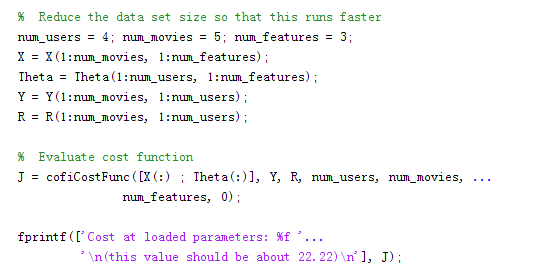 %  Reduce the data set size so that this runs faster
num_users = 4; num_movies = 5; num_features = 3;
X = X(1:num_movies, 1:num_features);
Theta = Theta(1:num_users, 1:num_features);
Y = Y(1:num_movies, 1:num_users);
R = R(1:num_movies, 1:num_users);
%  Evaluate cost function
J = cofiCostFunc([X(:) ; Theta(:)], Y, R, num_users, num_movies, ...
               num_features, 0);
fprintf(['Cost at loaded parameters: %f '...
         '\n(this value should be about 22.22)\n'], J);